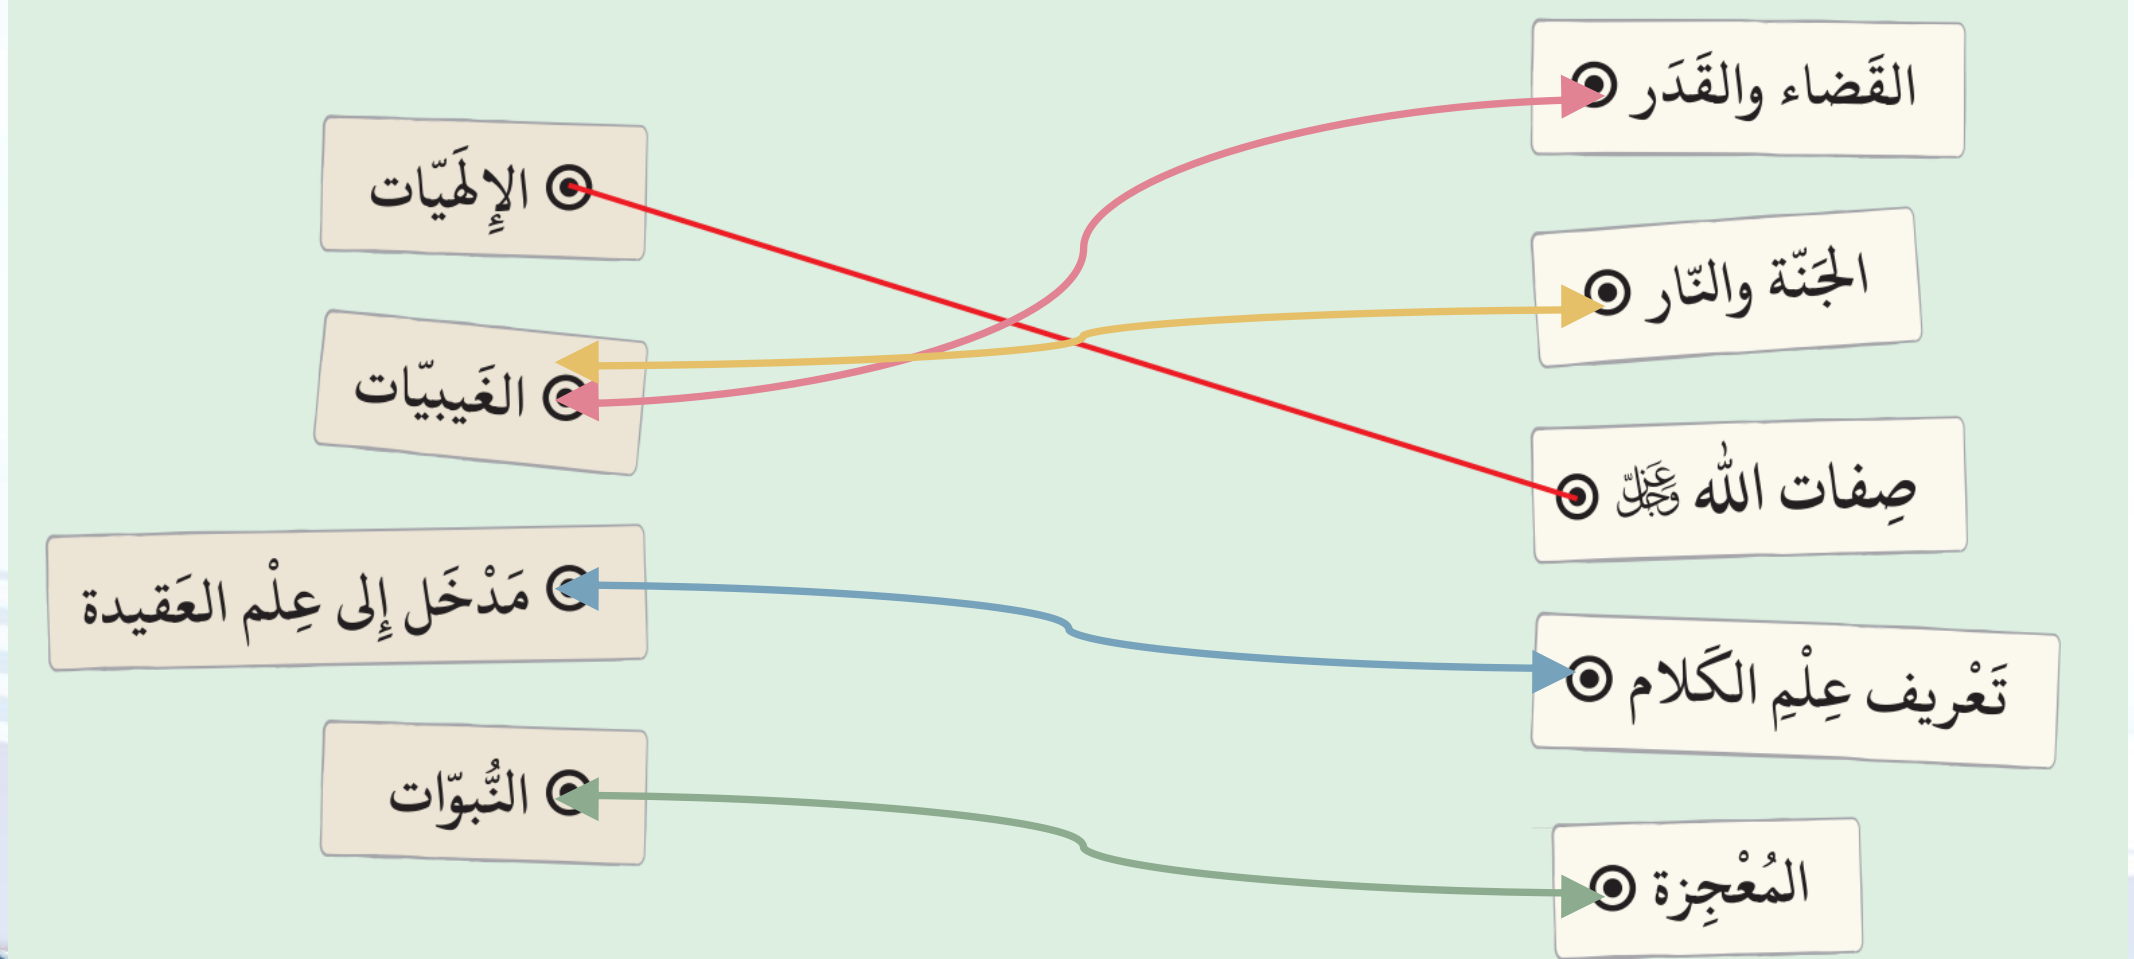 القَضاء والقَدَر
الإِلَهيّات
الجَنّة والنّار
الغَيبيّات
صِفات الله عَزَّ وَجَلَّ
مَدْخَل إِلى عِلْم العَقيدة
تَعْريف عِلْمِ الكَلام
النُّبوّات
المُعْجِزة